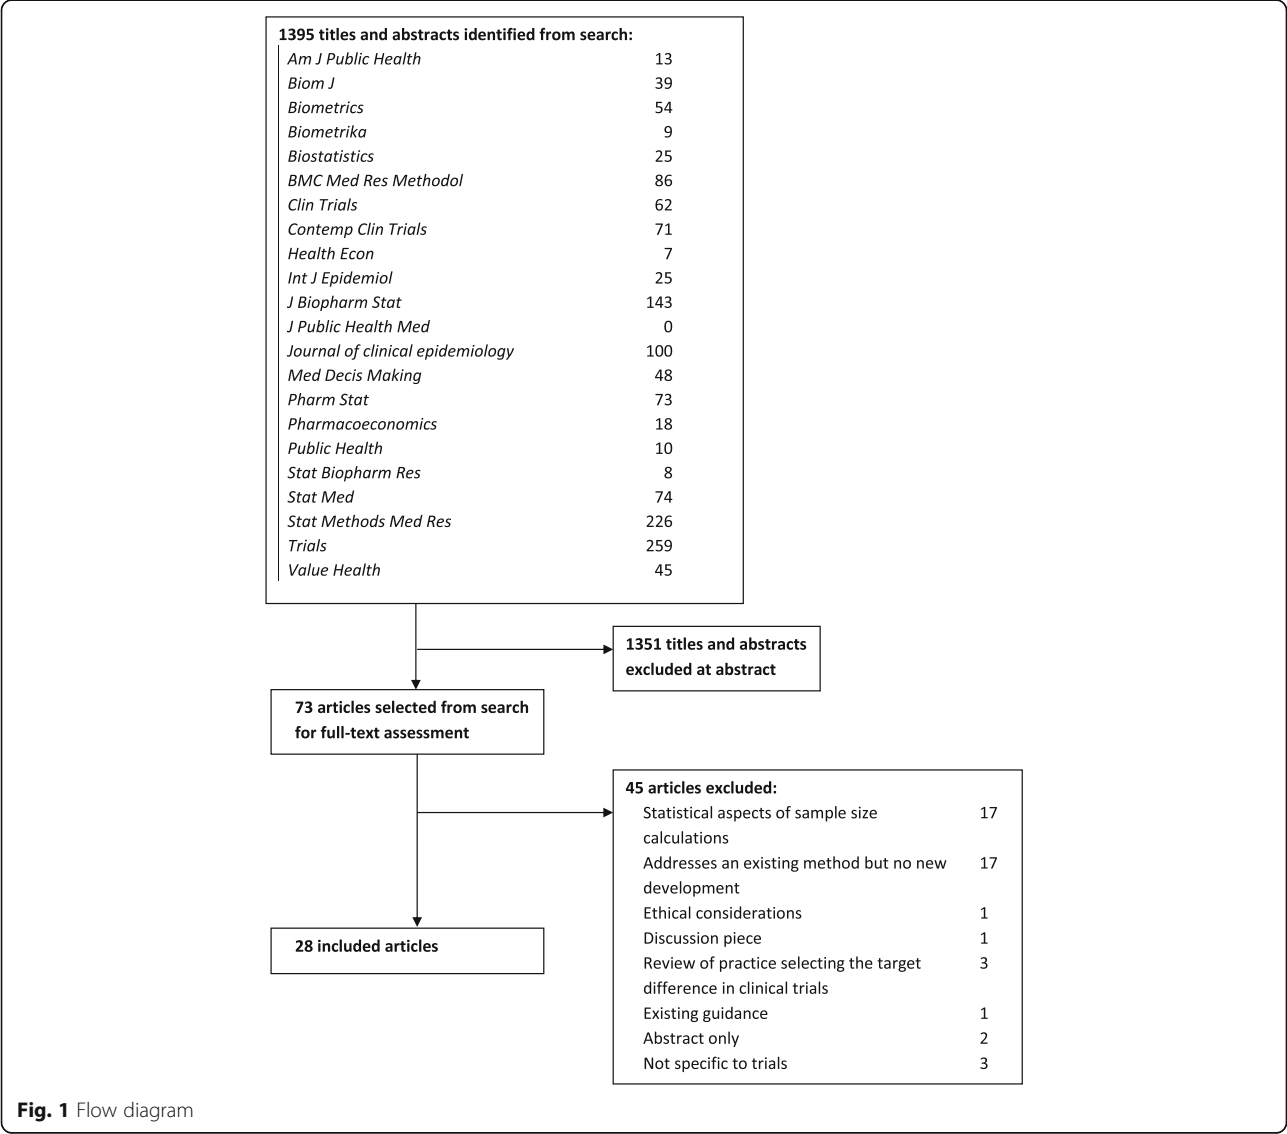 1395 titles and abstracts identified from search:
Am J Public Health 13
Biom J 39
Biometrics 54
Biometrika 9
Biostatistics 25
BMC Med Res Methodol 86
Clin Trials 62
Contemp Clin Trials 71
Health Econ 7
Int J Epidemiol 25
J Biopharm Stat 143
J Public Health Med 0
Journal of clinical epidemiology 100
Med Decis Making 48
Pharm Stat 73
Pharmacoeconomics 18
Public Health 10
Stat Biopharm Res 8
Stat Med 74
Stat Methods Med Res 226
Trials 259
Value Health 45
1351 titles and abstracts
excluded at abstract
73 articles selected from search
for full-text assessment
45 articles excluded:
Statistical aspects of sample size 17
calculations
Addresses an existing method but no new 17
development
Ethical considerations 1
Discussion piece 1
Review of practice selecting the target 3
difference in clinical trials
Existing guidance 1
Abstract only 2
Not specific to trials 3
28 included articles
Fig. 1 Flow diagram